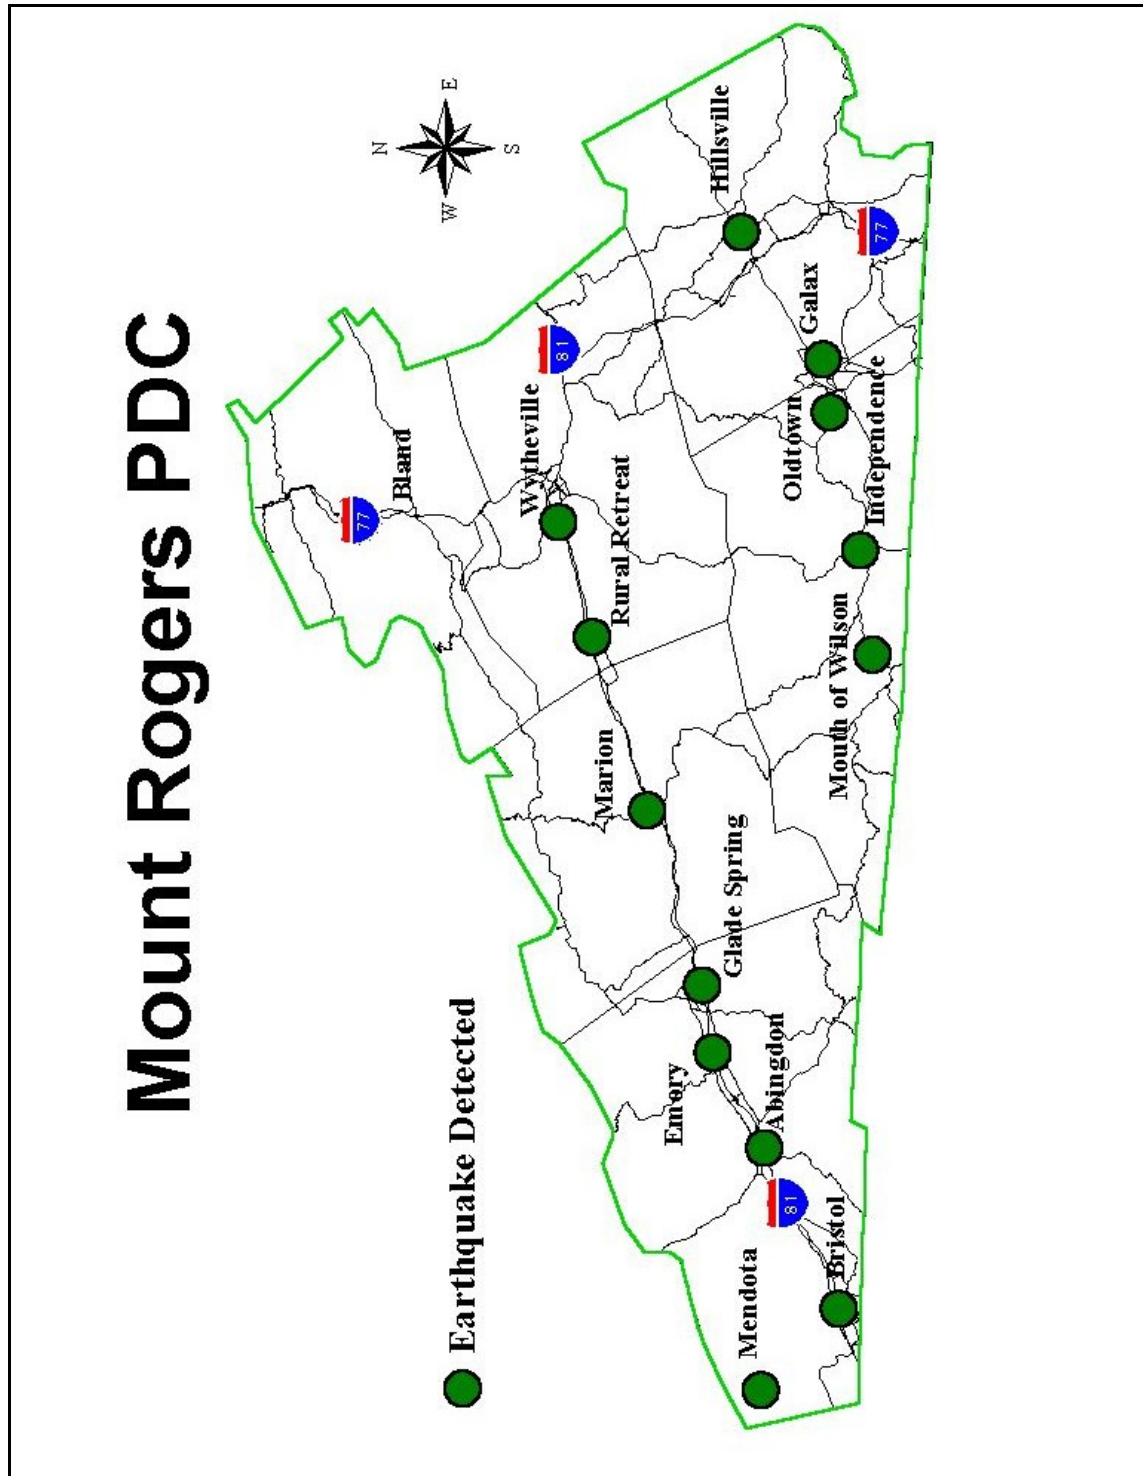 Mount Rogers PDC
N
W
E
S
77
Bland
81
Wytheville
Rural Retreat
Hillsville
Marion
Galax
77
Oldtown
Independence
Mouth of Wilson
Glade Spring
Emory
Abingdon
81
Bristol
Mendota
Earthquake Detected